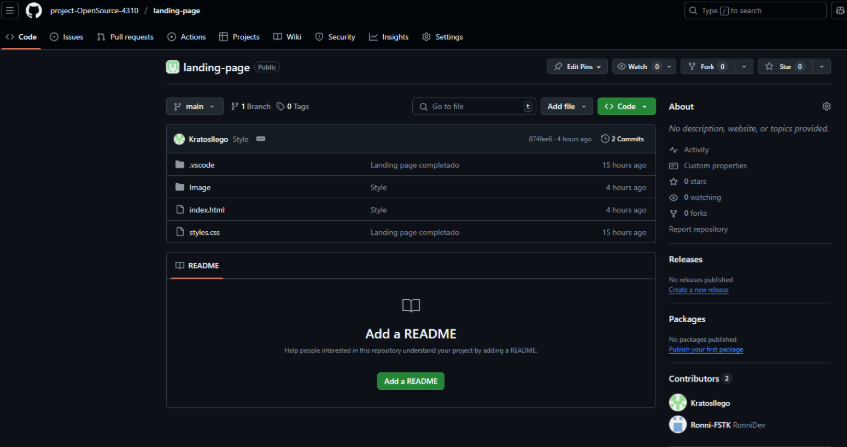 project-OpenSource-4310 / landing-page
Type / to search
Code Issues Pull requests Actions Projects Wiki Security Insights Settings
landing-page Public
Edit Pins Watch 0 Fork 0 Star 0
main 1 Branch 0 Tags Go to file t Add file Code
Kratosllego Style 874fee6 · 4 hours ago 2 Commits
.vscode Landing page completado 15 hours ago
Image Style 4 hours ago
index.html Style 4 hours ago
styles.css Landing page completado 15 hours ago
README
Add a README
Help people interested in this repository understand your project by adding a README.
Add a README
About
No description, website, or topics provided.
Activity
Custom properties
0 stars
0 watching
0 forks
Report repository
Releases
No releases published
Create a new release
Packages
No packages published
Publish your first package
Contributors 2
Kratosllego
Ronni-FSTK RonniDev